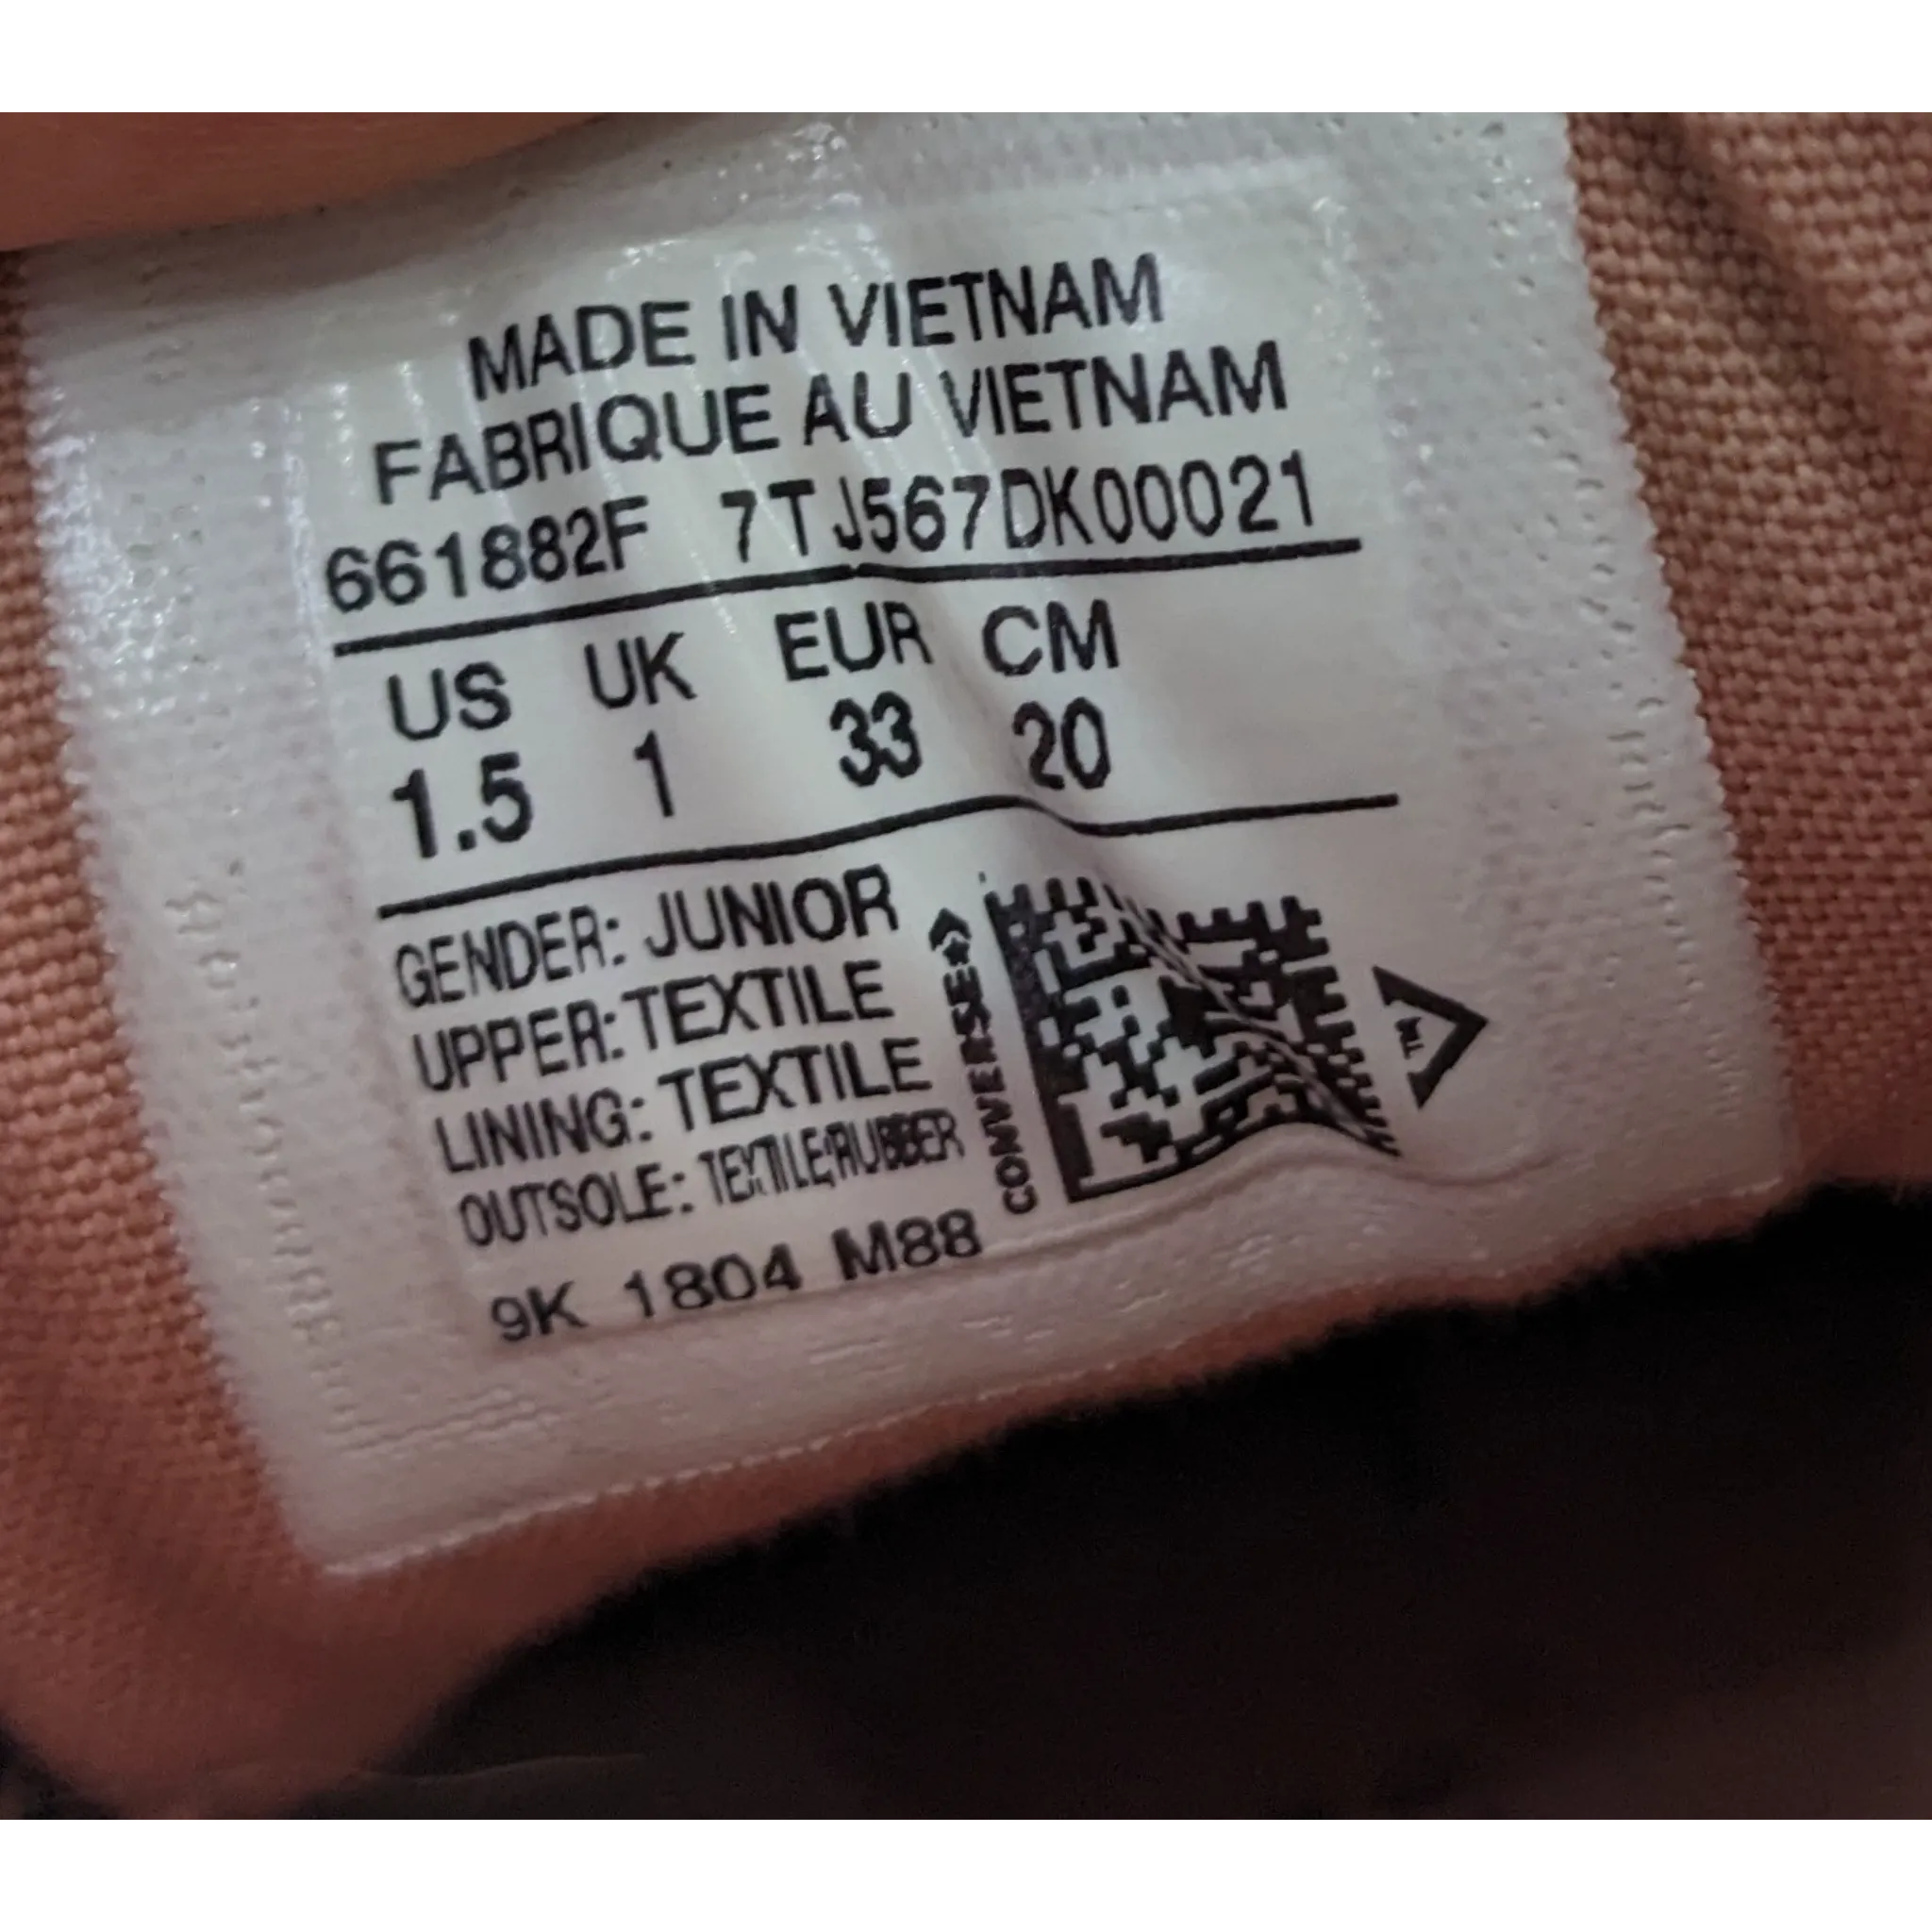 MADE IN VIETNAM
FABRIQUE AU VIETNAM
661882F 7TJ567DK00021
US UK EUR CM
1.5 1 33 20
GENDER: JUNIOR
UPPER: TEXTILE
LINING: TEXTILE
OUTSOLE: TEXTILE/RUBBER
9K 1804 M88
CONVERSE
TM